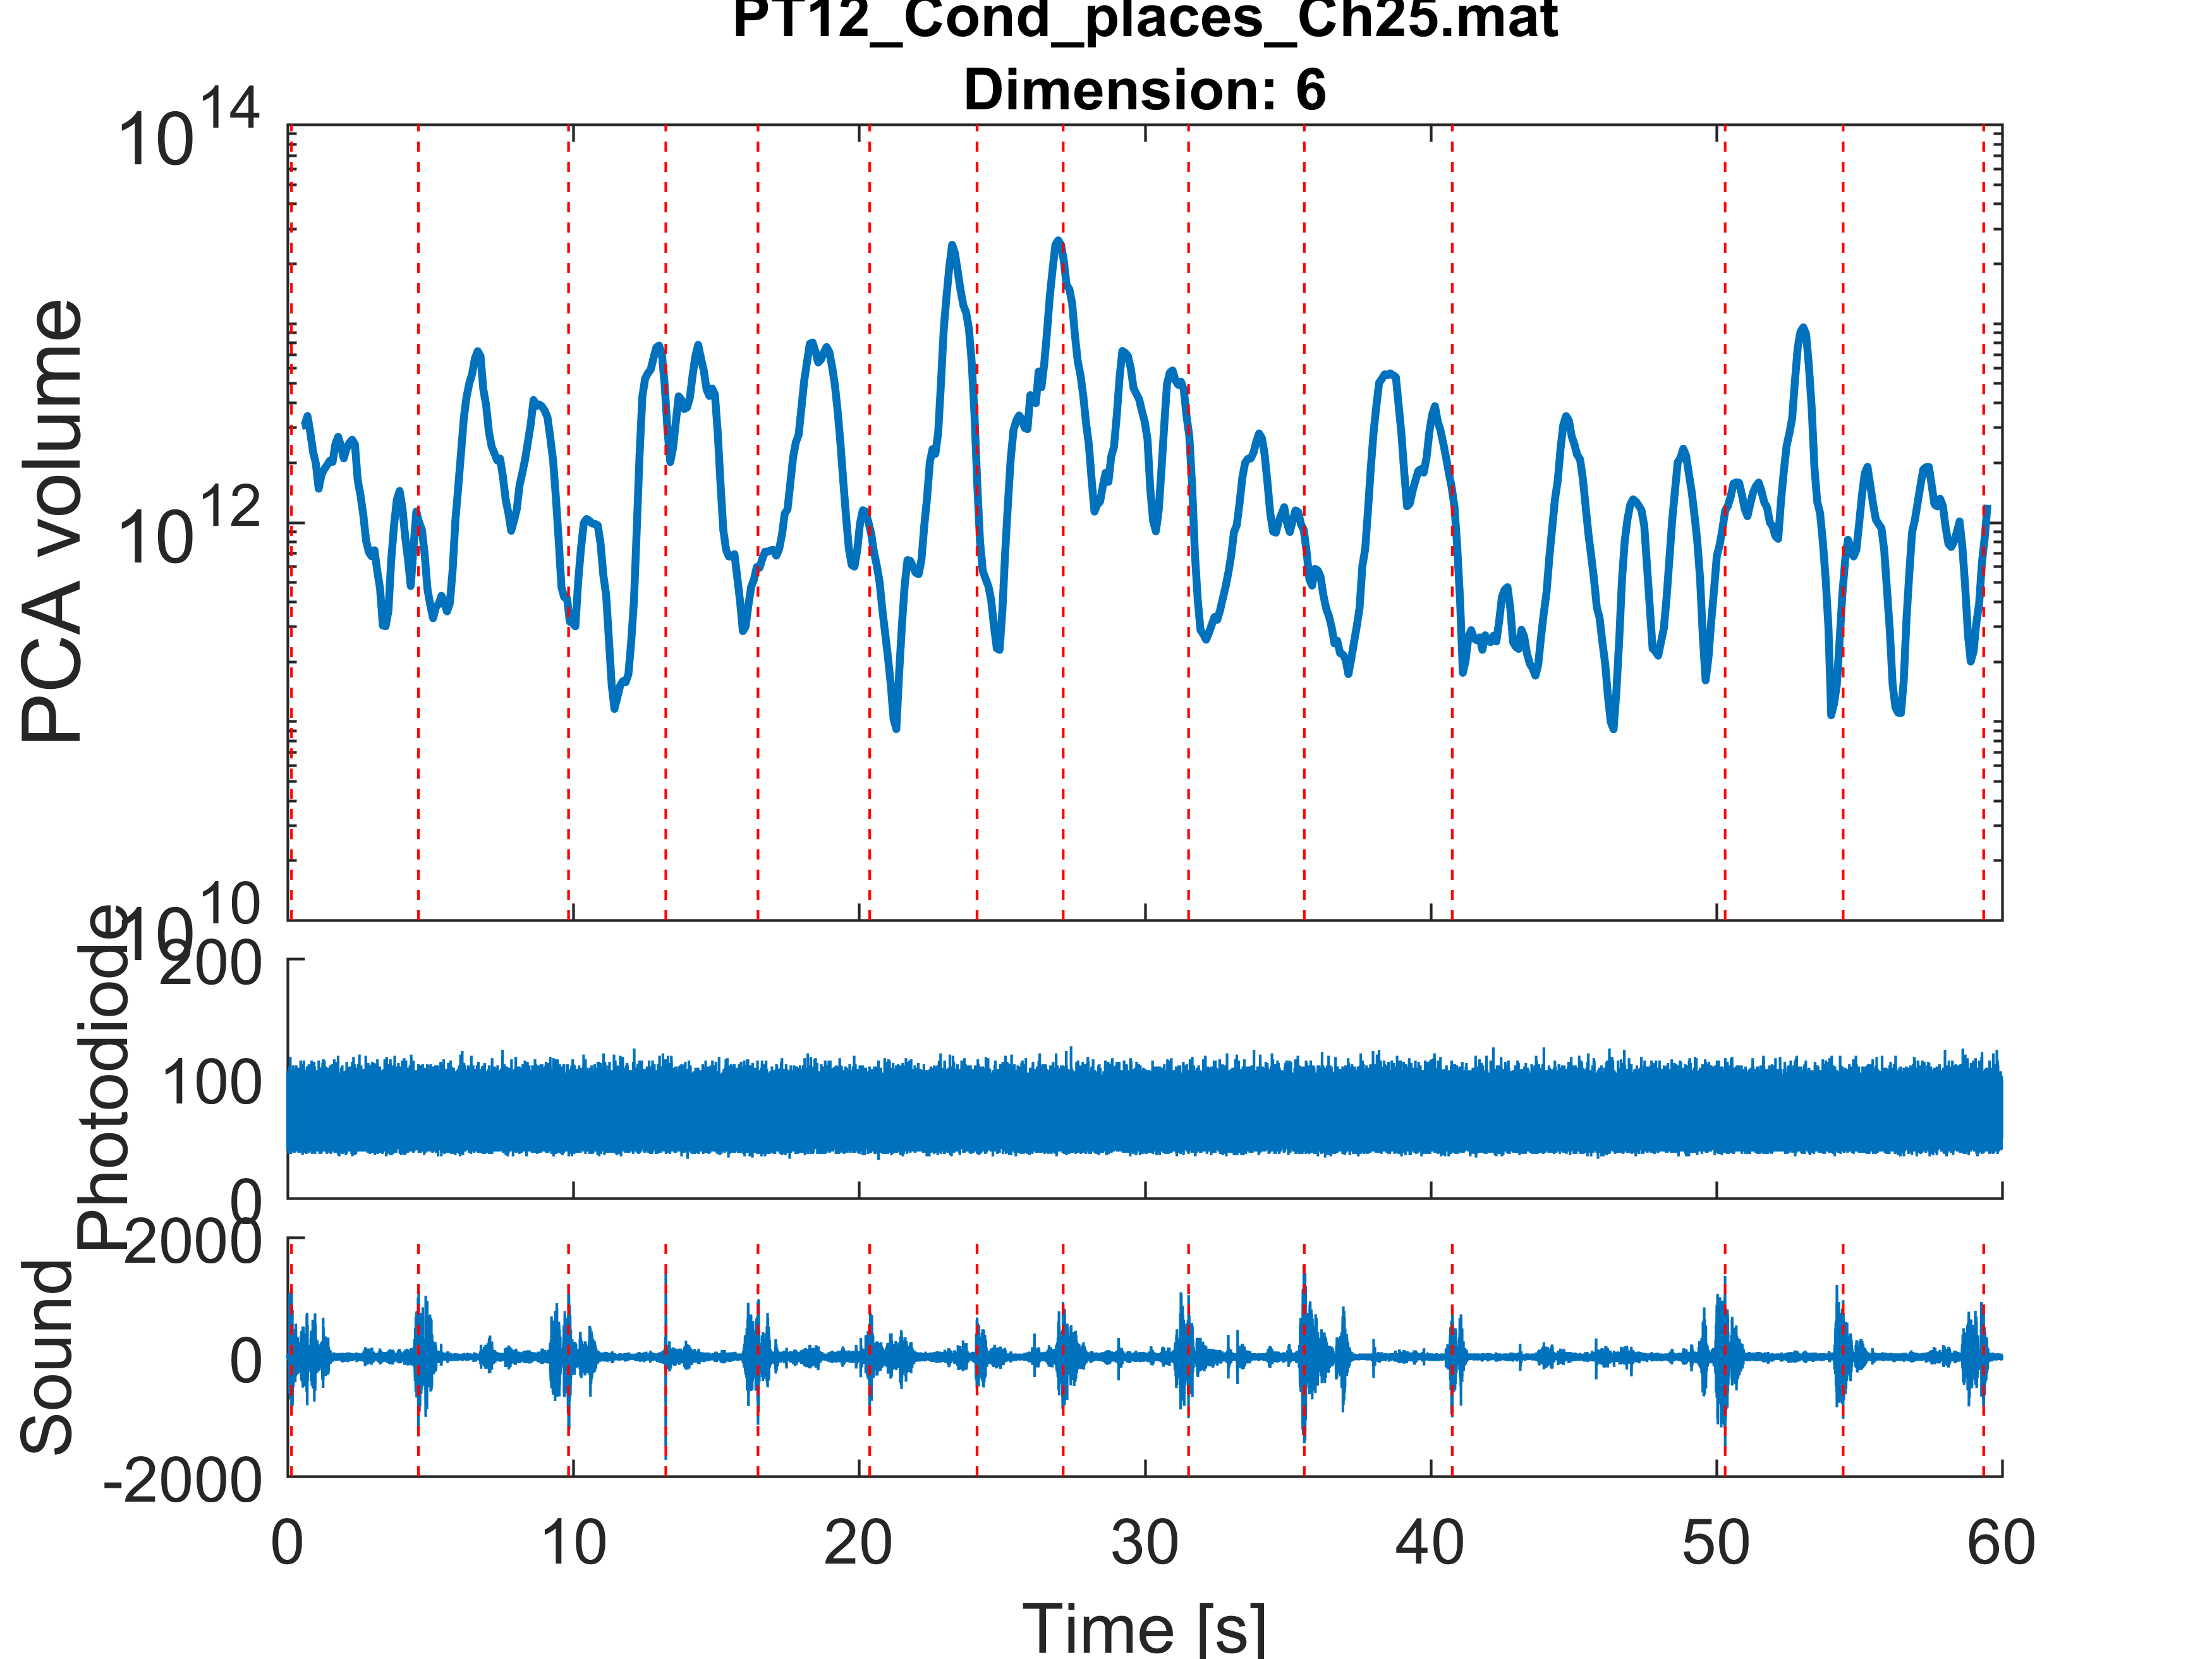 PT12_Cond_places_Ch25.mat
Dimension: 6
10^14
10^12
10^10
PCA volume
200
100
0
Photodiode
2000
0
-2000
Sound
0 10 20 30 40 50 60
Time [s]